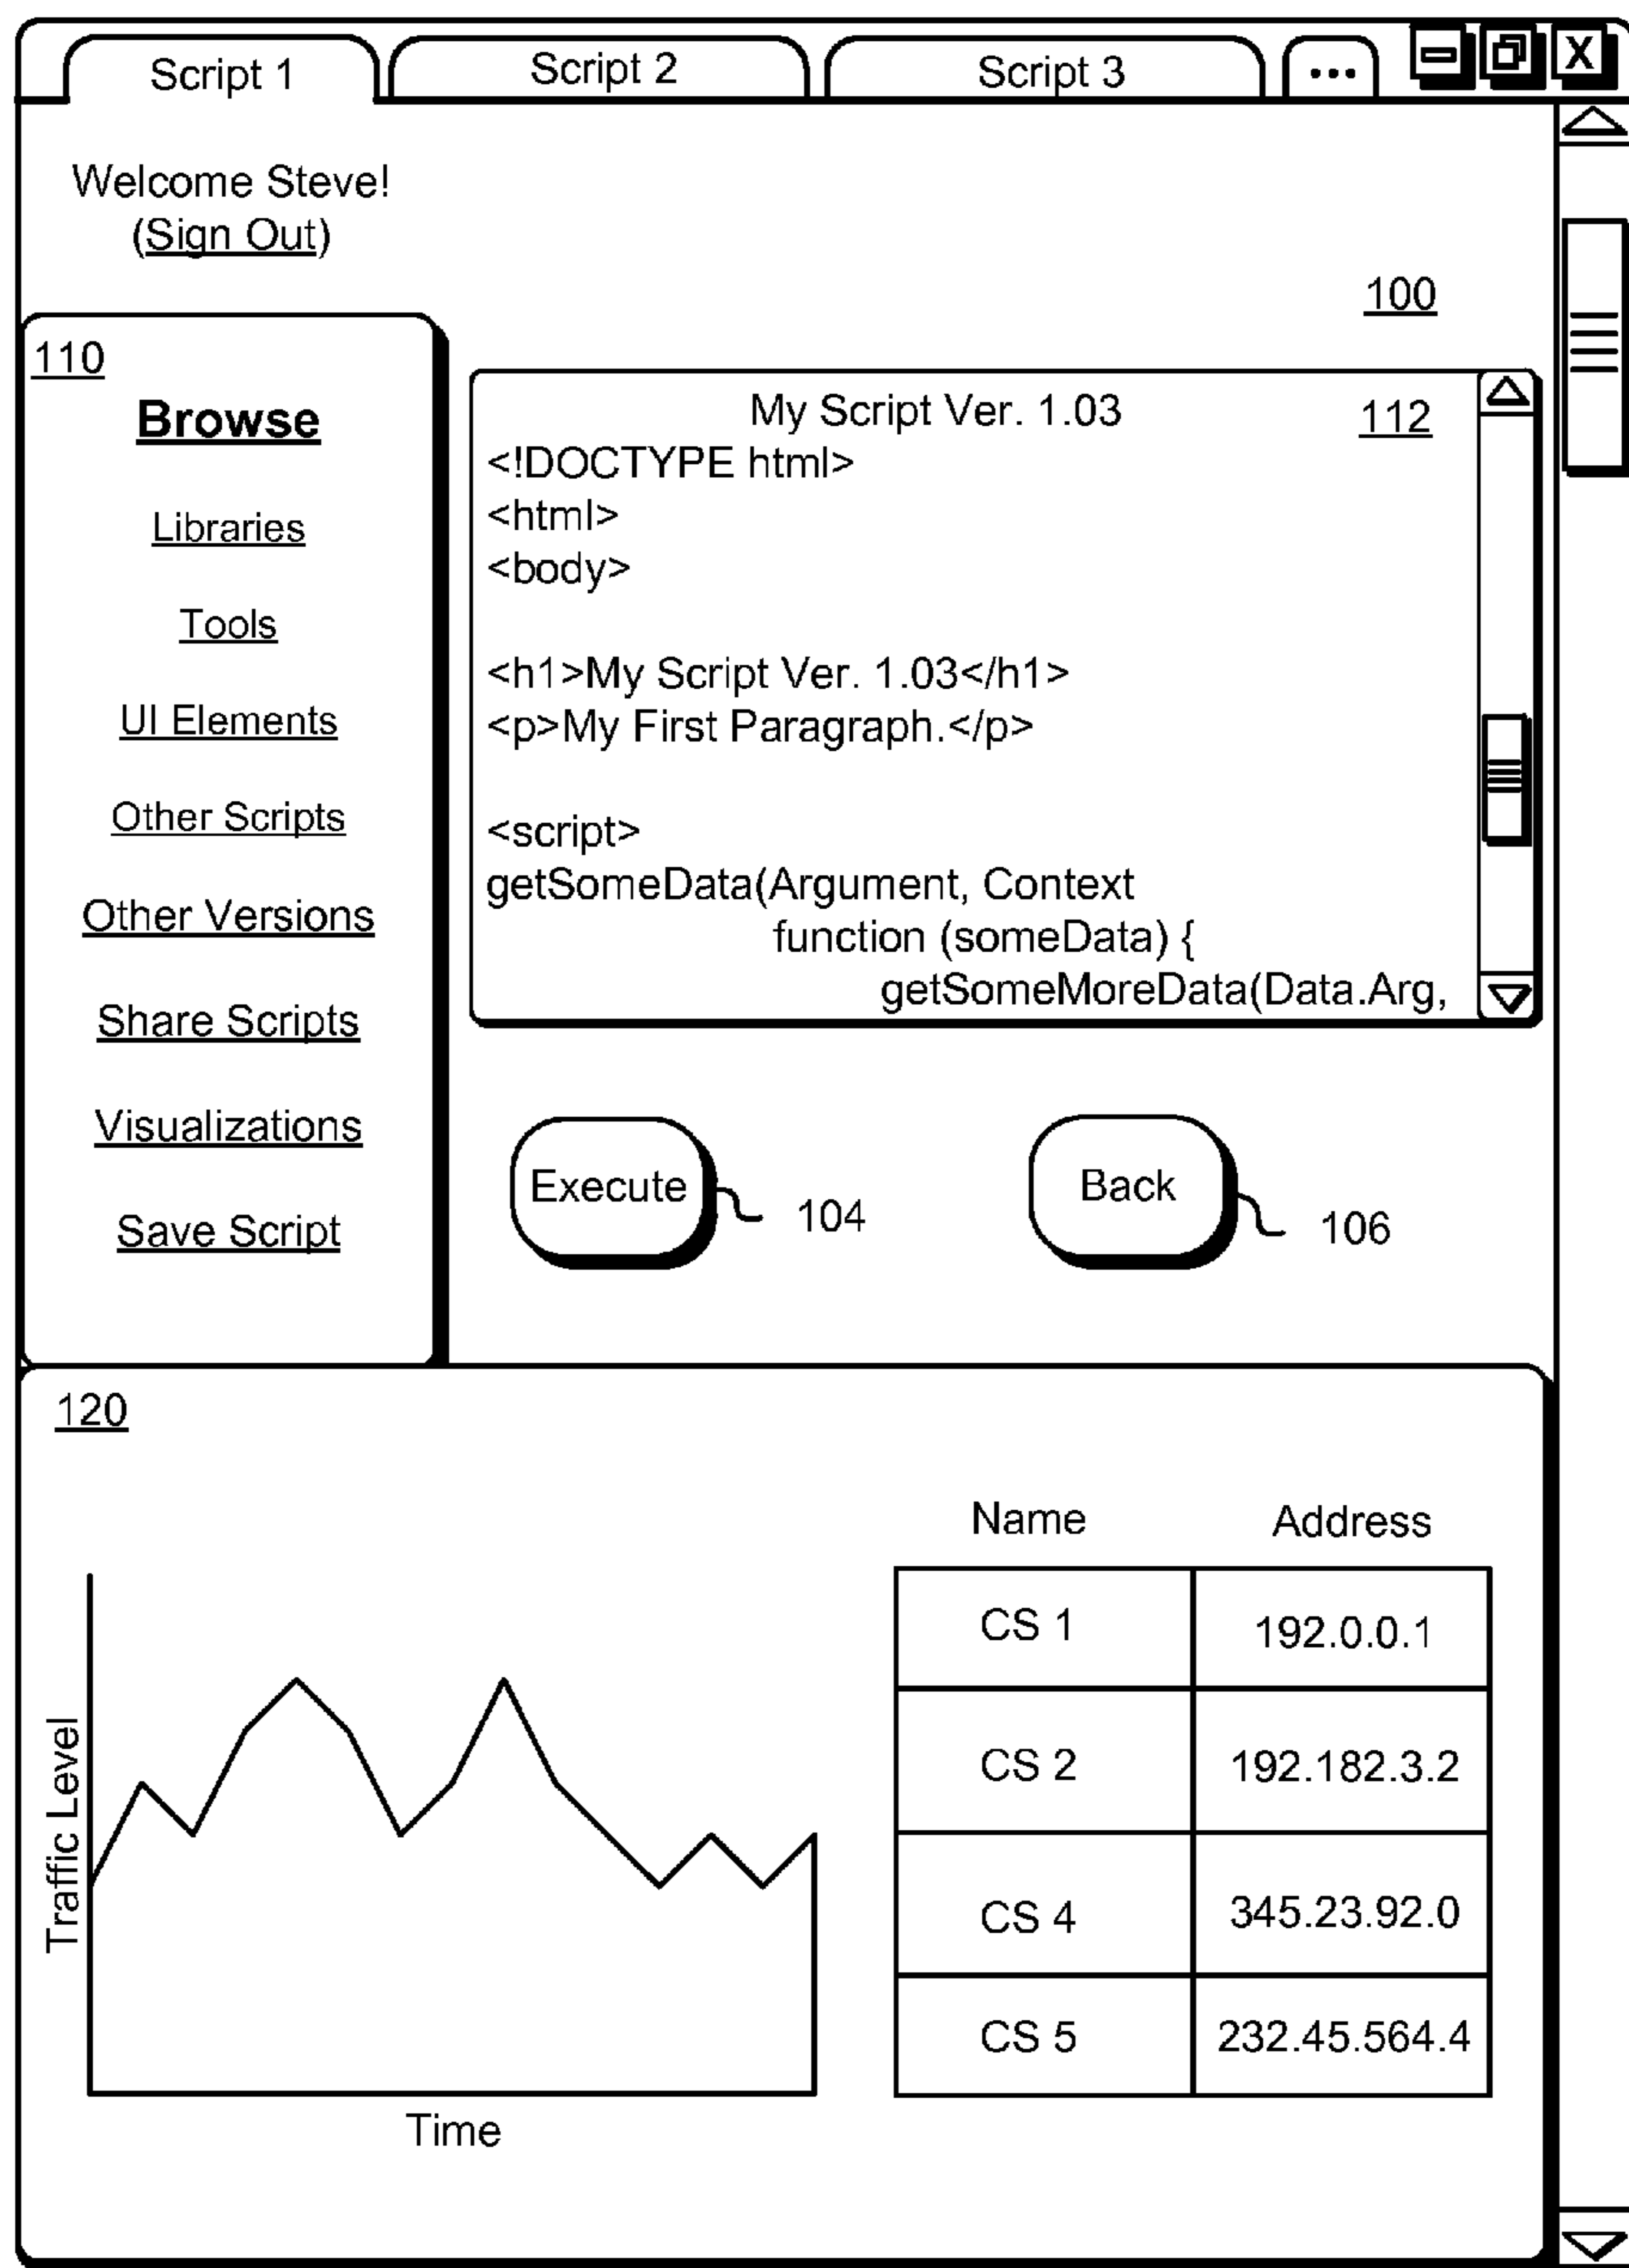 Script 1
Script 2
Script 3
...
X
Welcome Steve!
(Sign Out)
100
110
Browse
Libraries
Tools
UI Elements
Other Scripts
Other Versions
Share Scripts
Visualizations
Save Script
My Script Ver. 1.03
112
<!DOCTYPE html>
<html>
<body>
<h1>My Script Ver. 1.03</h1>
<p>My First Paragraph.</p>
<script>
getSomeData(Argument, Context
function (someData) {
getSomeMoreData(Data.Arg,
Execute
104
Back
106
120
Traffic Level
Time
Name Address
CS 1 192.0.0.1
CS 2 192.182.3.2
CS 4 345.23.92.0
CS 5 232.45.564.4